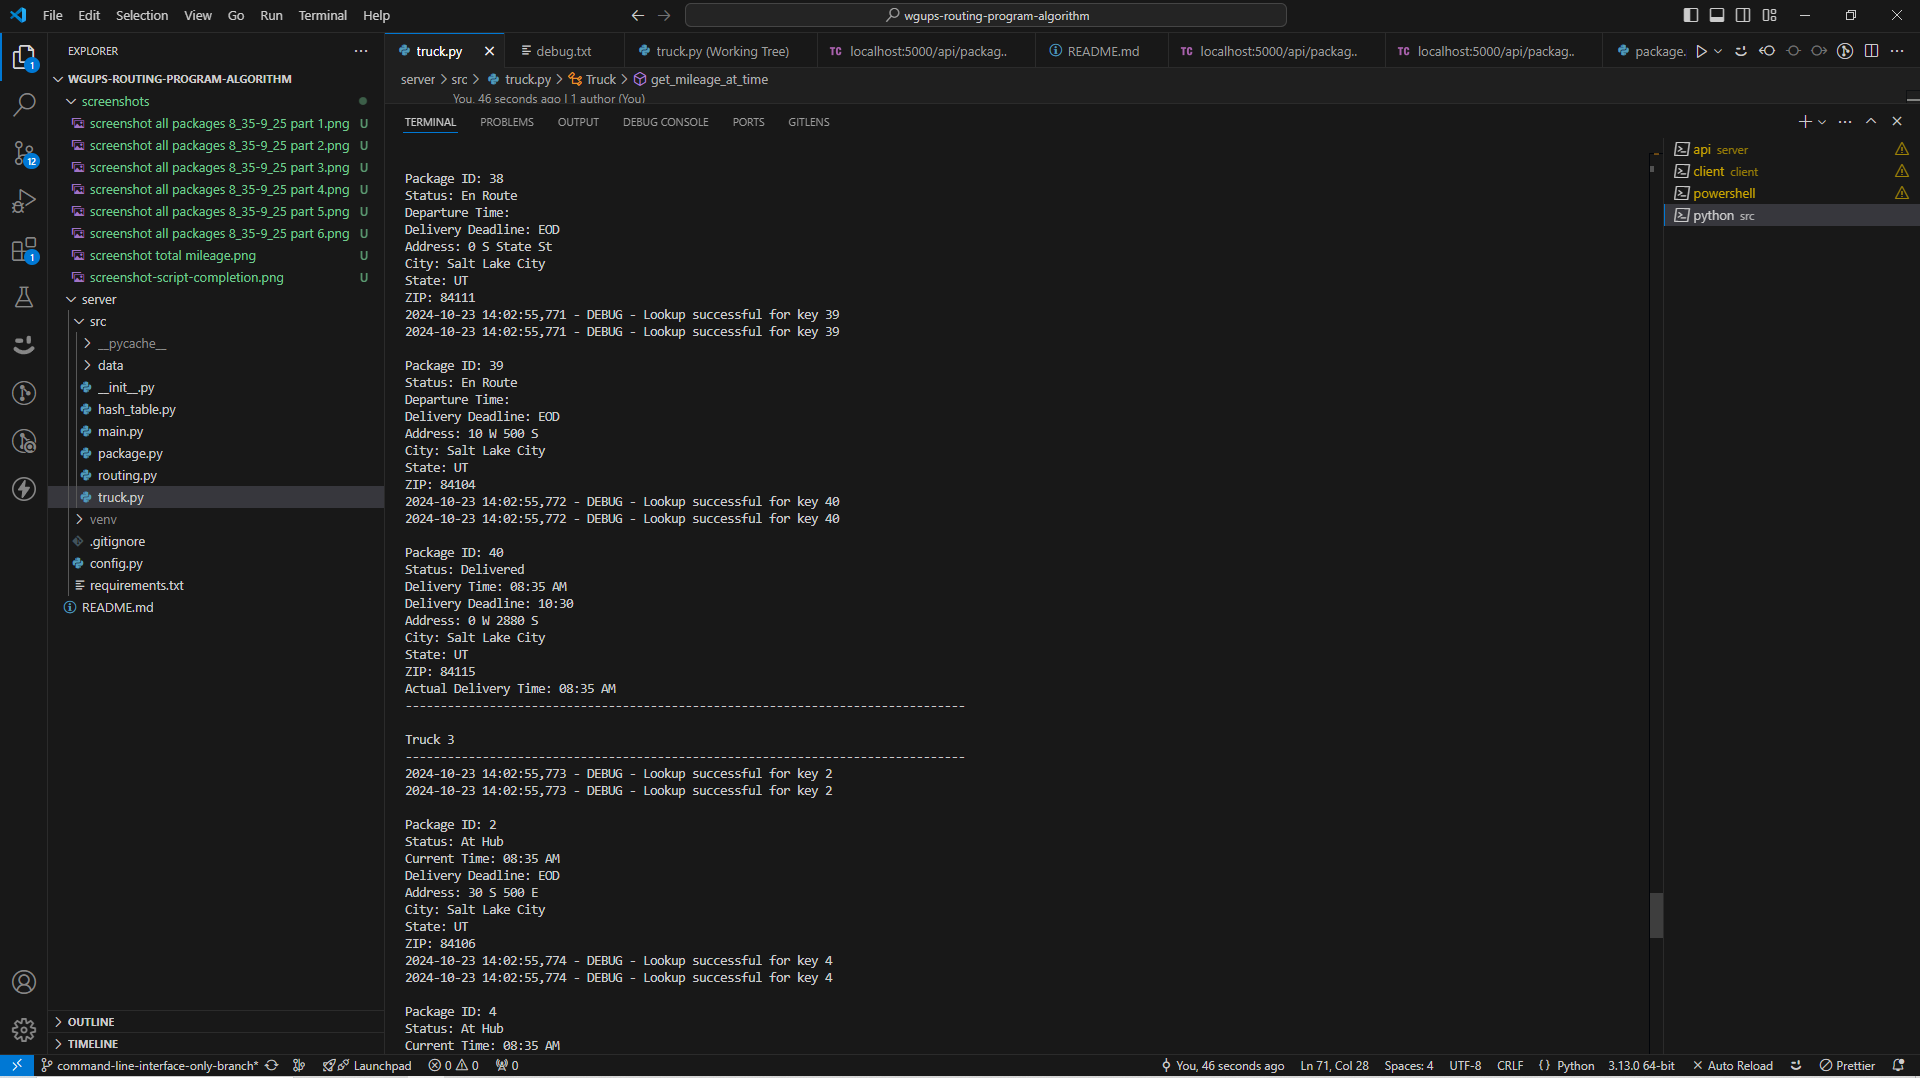 File Edit Selection View Go Run Terminal Help
wgups-routing-program-algorithm
EXPLORER
WGUPS-ROUTING-PROGRAM-ALGORITHM
screenshots
screenshot all packages 8_35-9_25 part 1.png U
screenshot all packages 8_35-9_25 part 2.png U
screenshot all packages 8_35-9_25 part 3.png U
screenshot all packages 8_35-9_25 part 4.png U
screenshot all packages 8_35-9_25 part 5.png U
screenshot all packages 8_35-9_25 part 6.png U
screenshot total mileage.png U
screenshot-script-completion.png U
server
src
__pycache__
data
__init__.py
hash_table.py
main.py
package.py
routing.py
truck.py
venv
.gitignore
config.py
requirements.txt
README.md
OUTLINE
TIMELINE
1
12
1
truck.py debug.txt truck.py (Working Tree) TC localhost:5000/api/packag.. README.md TC localhost:5000/api/packag.. TC localhost:5000/api/packag.. package.
server > src > truck.py > Truck > get_mileage_at_time
You, 46 seconds ago | 1 author (You)
TERMINAL PROBLEMS OUTPUT DEBUG CONSOLE PORTS GITLENS
Package ID: 38
Status: En Route
Departure Time:
Delivery Deadline: EOD
Address: 0 S State St
City: Salt Lake City
State: UT
ZIP: 84111
2024-10-23 14:02:55,771 - DEBUG - Lookup successful for key 39
2024-10-23 14:02:55,771 - DEBUG - Lookup successful for key 39
Package ID: 39
Status: En Route
Departure Time:
Delivery Deadline: EOD
Address: 10 W 500 S
City: Salt Lake City
State: UT
ZIP: 84104
2024-10-23 14:02:55,772 - DEBUG - Lookup successful for key 40
2024-10-23 14:02:55,772 - DEBUG - Lookup successful for key 40
Package ID: 40
Status: Delivered
Delivery Time: 08:35 AM
Delivery Deadline: 10:30
Address: 0 W 2880 S
City: Salt Lake City
State: UT
ZIP: 84115
Actual Delivery Time: 08:35 AM
--------------------------------------------------------------------------------
Truck 3
--------------------------------------------------------------------------------
2024-10-23 14:02:55,773 - DEBUG - Lookup successful for key 2
2024-10-23 14:02:55,773 - DEBUG - Lookup successful for key 2
Package ID: 2
Status: At Hub
Current Time: 08:35 AM
Delivery Deadline: EOD
Address: 30 S 500 E
City: Salt Lake City
State: UT
ZIP: 84106
2024-10-23 14:02:55,774 - DEBUG - Lookup successful for key 4
2024-10-23 14:02:55,774 - DEBUG - Lookup successful for key 4
Package ID: 4
Status: At Hub
Current Time: 08:35 AM
api server
client client
powershell
python src
command-line-interface-only-branch* Launchpad 0 0 0 You, 46 seconds ago Ln 71, Col 28 Spaces: 4 UTF-8 CRLF { } Python 3.13.0 64-bit Auto Reload Prettier